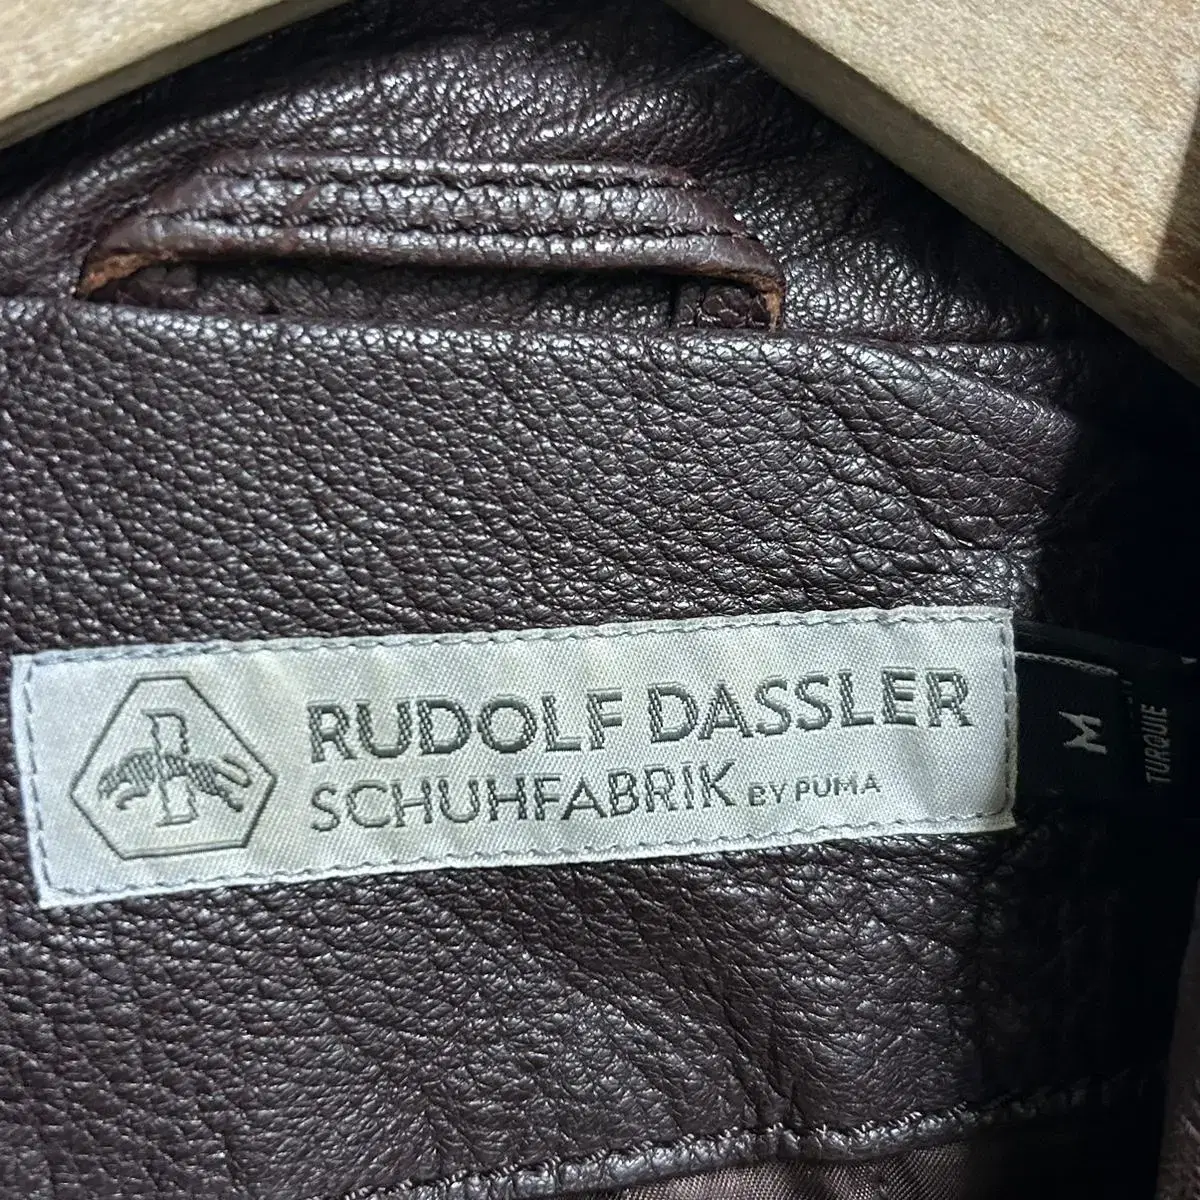 RUDOLF DASSLER
SCHUHFABRIK BY PUMA
M
TURQUIE